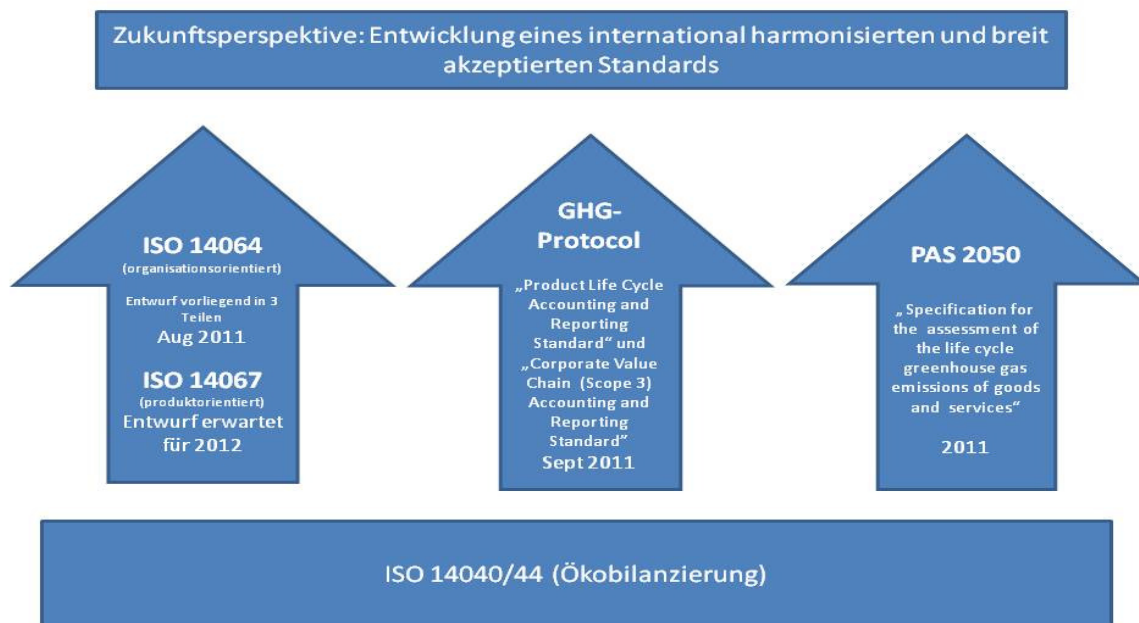 Zukunftsperspektive: Entwicklung eines international harmonisierten und breit
akzeptierten Standards
ISO 14064
(organisationsorientiert)
Entwurf vorliegend in 3
Teilen
Aug 2011
ISO 14067
(produktorientiert)
Entwurf erwartet
für 2012
GHG-
Protocol
„Product Life Cycle
Accounting and
Reporting
Standard“ und
„Corporate Value
Chain (Scope 3)
Accounting and
Reporting
Standard”
Sept 2011
PAS 2050
„Specification for
the assessment of
the life cycle
greenhouse gas
emissions of goods
and services“
2011
ISO 14040/44 (Ökobilanzierung)